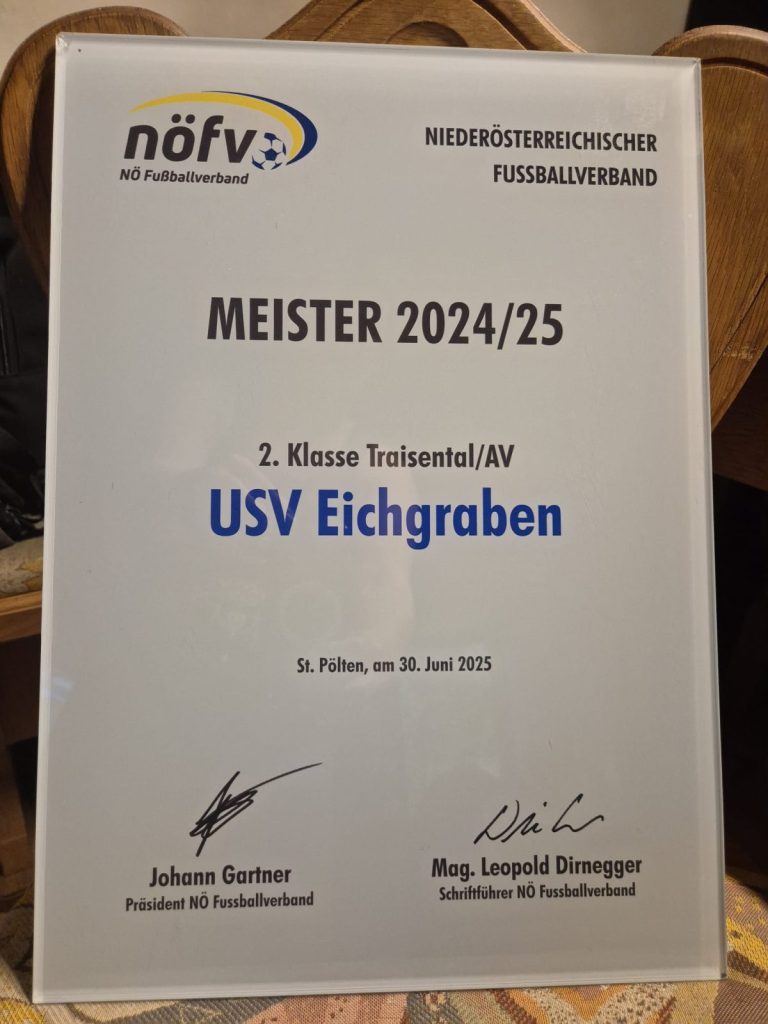 nöfv
NÖ Fußballverband
NIEDERÖSTERREICHISCHER
FUSSBALLVERBAND
MEISTER 2024/25
2. Klasse Traisental/AV
USV Eichgraben
St. Pölten, am 30. Juni 2025
Johann Gartner
Präsident NÖ Fussballverband
Mag. Leopold Dirnegger
Schriftführer NÖ Fussballverband